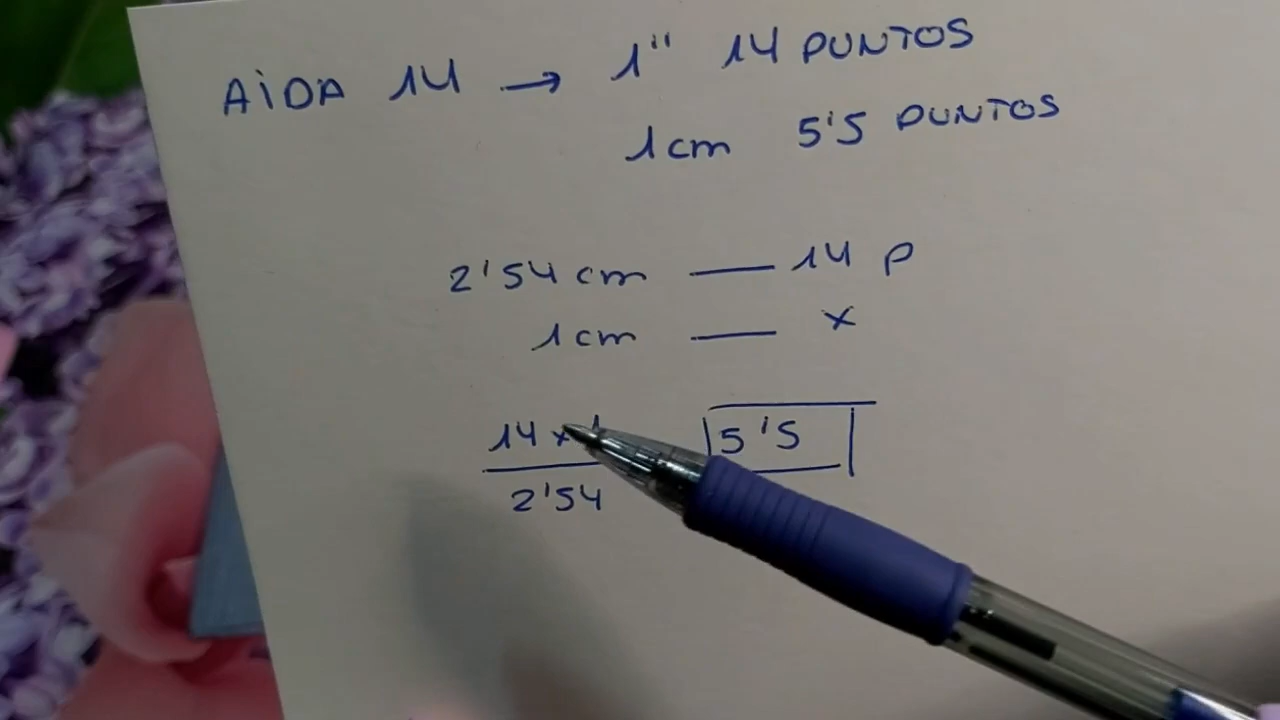 AIDA 14 → 1" 14 PUNTOS
1cm 5'5 PUNTOS
2'54 cm — 14 P
1cm — x
14 x 1
2'54
5'5